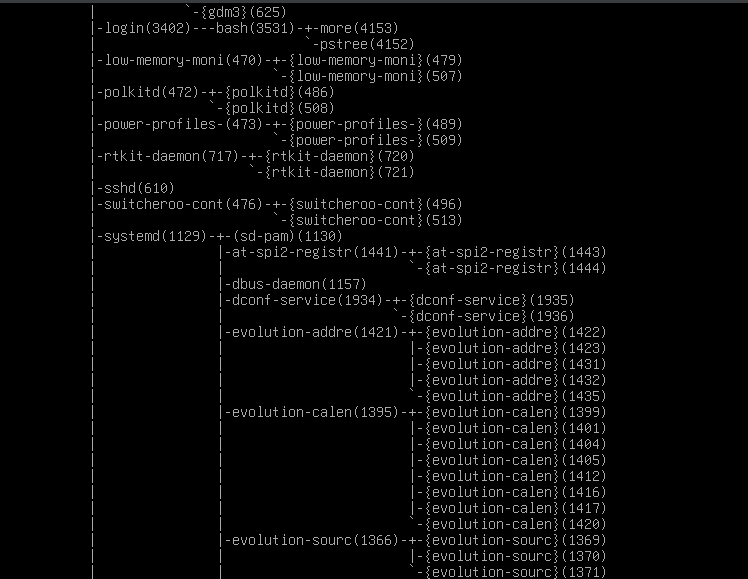 |           `-{gdm3}(625)
|-login(3402)---bash(3531)-+-more(4153)
|                          `-pstree(4152)
|-low-memory-moni(470)-+-{low-memory-moni}(479)
|                      `-{low-memory-moni}(507)
|-polkitd(472)-+-{polkitd}(486)
|              `-{polkitd}(508)
|-power-profiles-(473)-+-{power-profiles-}(489)
|                      `-{power-profiles-}(509)
|-rtkit-daemon(717)-+-{rtkit-daemon}(720)
|                   `-{rtkit-daemon}(721)
|-sshd(610)
|-switcheroo-cont(476)-+-{switcheroo-cont}(496)
|                      `-{switcheroo-cont}(513)
|-systemd(1129)-+-(sd-pam)(1130)
|               |-at-spi2-registr(1441)-+-{at-spi2-registr}(1443)
|               |                       `-{at-spi2-registr}(1444)
|               |-dbus-daemon(1157)
|               |-dconf-service(1934)-+-{dconf-service}(1935)
|               |                     `-{dconf-service}(1936)
|               |-evolution-addre(1421)-+-{evolution-addre}(1422)
|               |                       |-{evolution-addre}(1423)
|               |                       |-{evolution-addre}(1431)
|               |                       |-{evolution-addre}(1432)
|               |                       `-{evolution-addre}(1435)
|               |-evolution-calen(1395)-+-{evolution-calen}(1399)
|               |                       |-{evolution-calen}(1401)
|               |                       |-{evolution-calen}(1404)
|               |                       |-{evolution-calen}(1405)
|               |                       |-{evolution-calen}(1412)
|               |                       |-{evolution-calen}(1416)
|               |                       |-{evolution-calen}(1417)
|               |                       `-{evolution-calen}(1420)
|               |-evolution-sourc(1366)-+-{evolution-sourc}(1369)
|               |                       |-{evolution-sourc}(1370)
|               |                       `-{evolution-sourc}(1371)